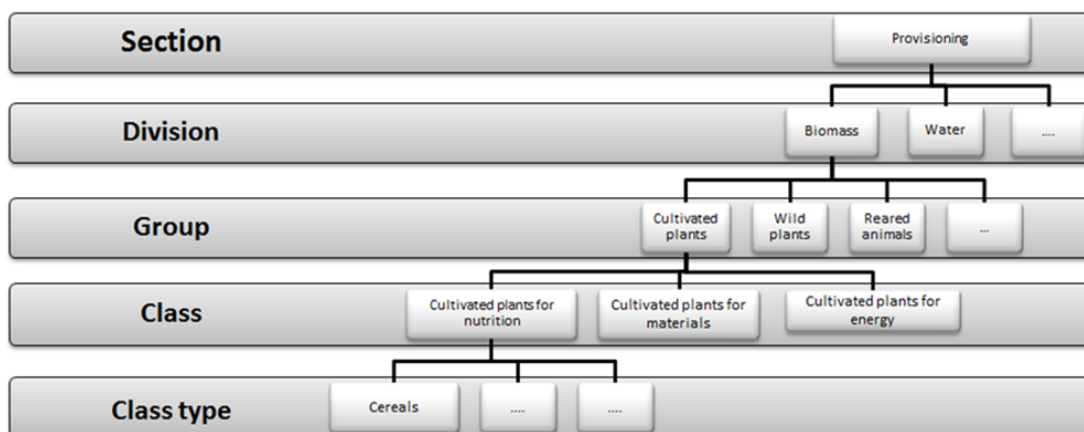 Section
Provisioning
Division
Biomass
Water
....
Group
Cultivated
plants
Wild
plants
Reared
animals
...
Class
Cultivated plants for
nutrition
Cultivated plants for
materials
Cultivated plants for
energy
Class type
Cereals
....
....